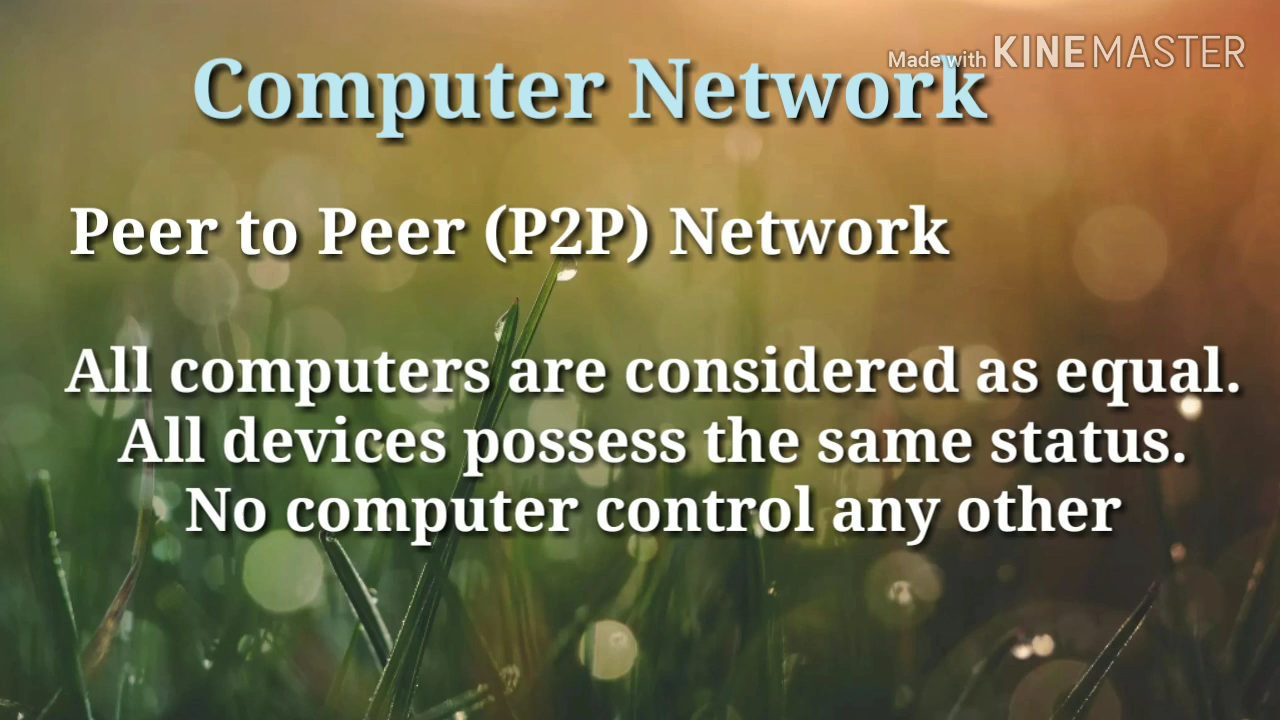 Made with KINEMASTER
Computer Network
Peer to Peer (P2P) Network
All computers are considered as equal.
All devices possess the same status.
No computer control any other